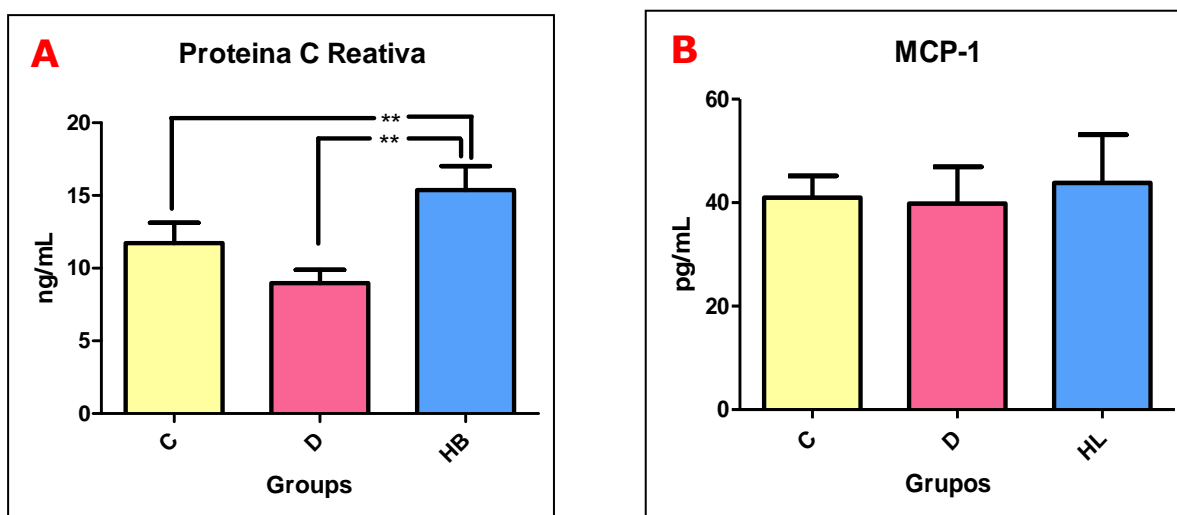 A
Proteina C Reativa
20
15
10
5
0
ng/mL
**
**
C
D
HB
Groups
B
MCP-1
60
40
20
0
pg/mL
C
D
HL
Grupos